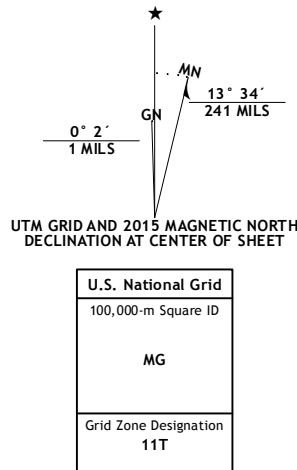 ★
MN
GN
13° 34´
241 MILS
0° 2´
1 MILS
UTM GRID AND 2015 MAGNETIC NORTH
DECLINATION AT CENTER OF SHEET
U.S. National Grid
100,000-m Square ID
MG
Grid Zone Designation
11T